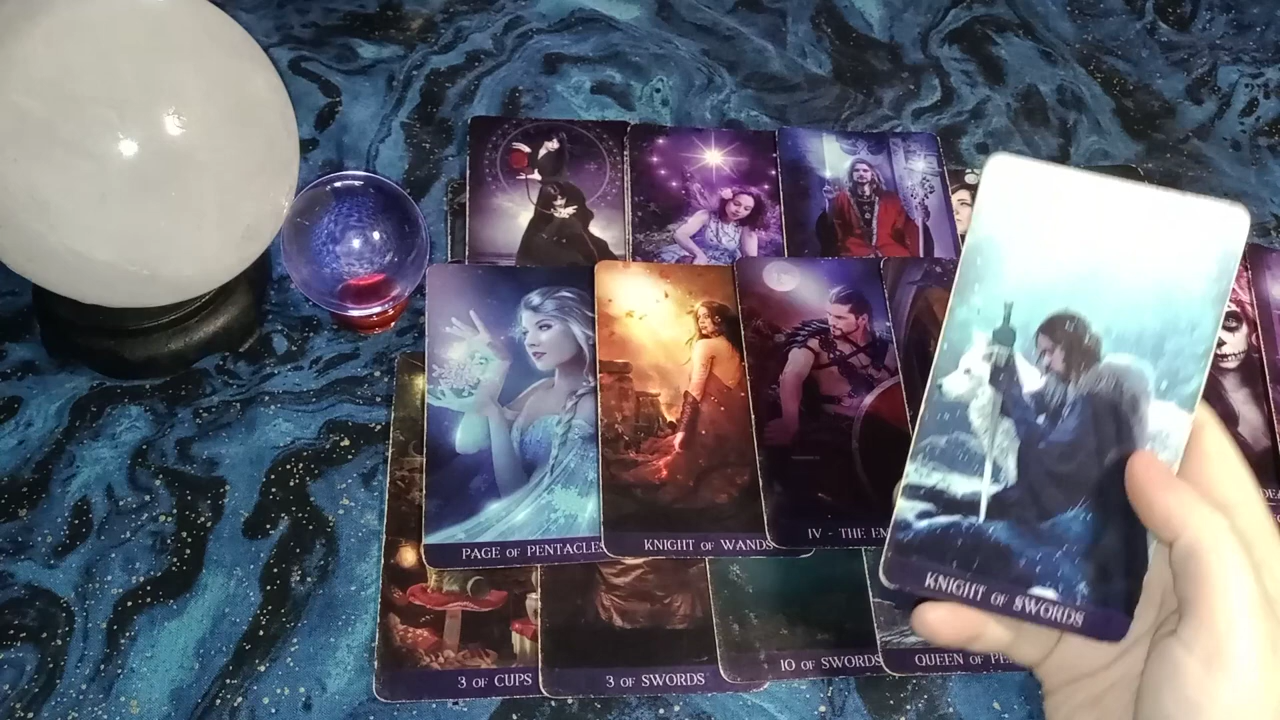 PAGE OF PENTACLES
KNIGHT OF WANDS
IV - THE EM
KNIGHT OF SWORDS
3 OF CUPS
3 OF SWORDS
10 OF SWORDS
QUEEN OF PE